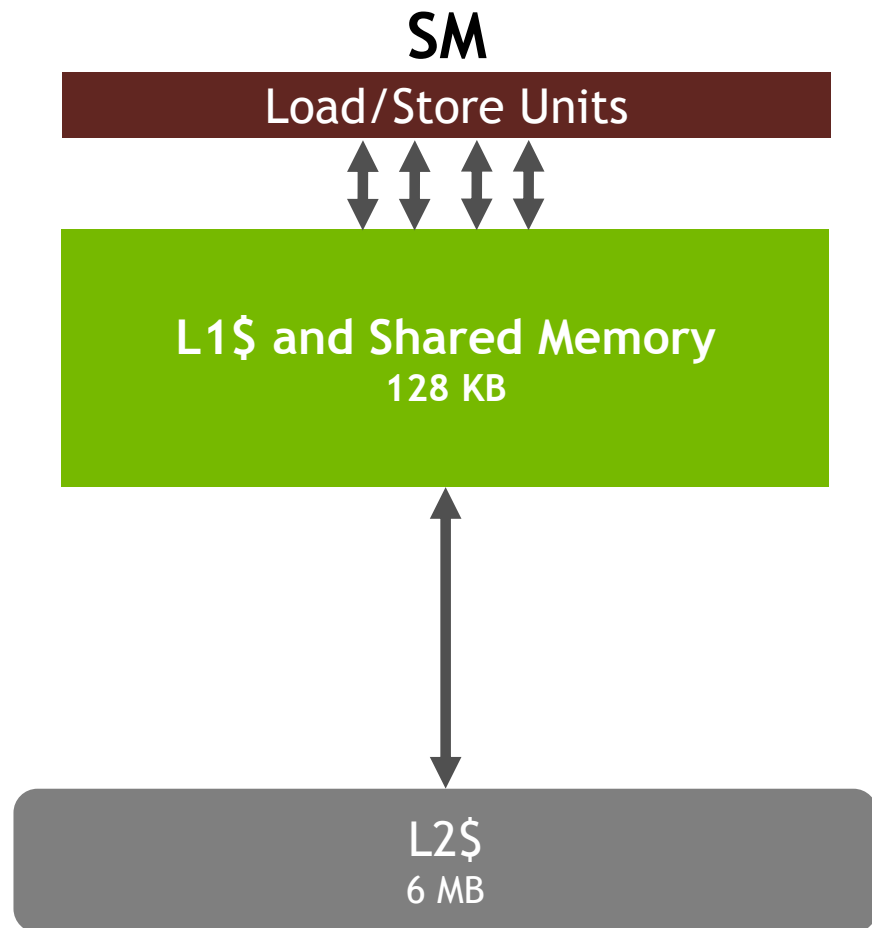 SM
Load/Store Units
L1$ and Shared Memory
128 KB
L2$
6 MB